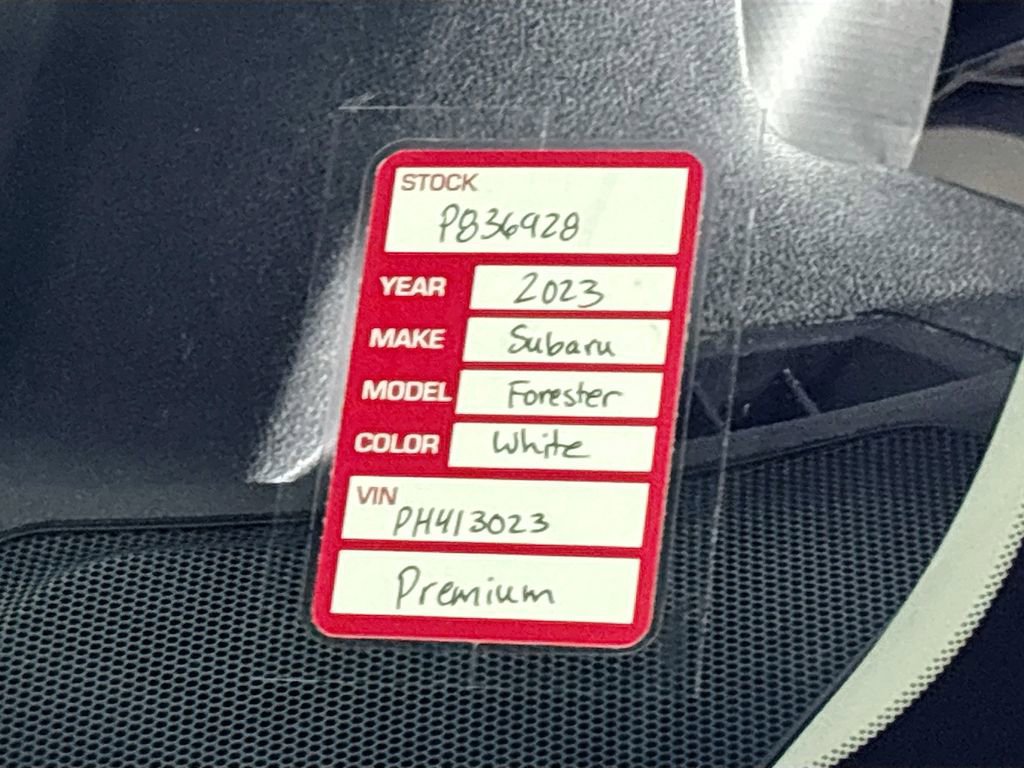 STOCK
P836928
YEAR 2023
MAKE Subaru
MODEL Forester
COLOR White
VIN
PH413023
Premium